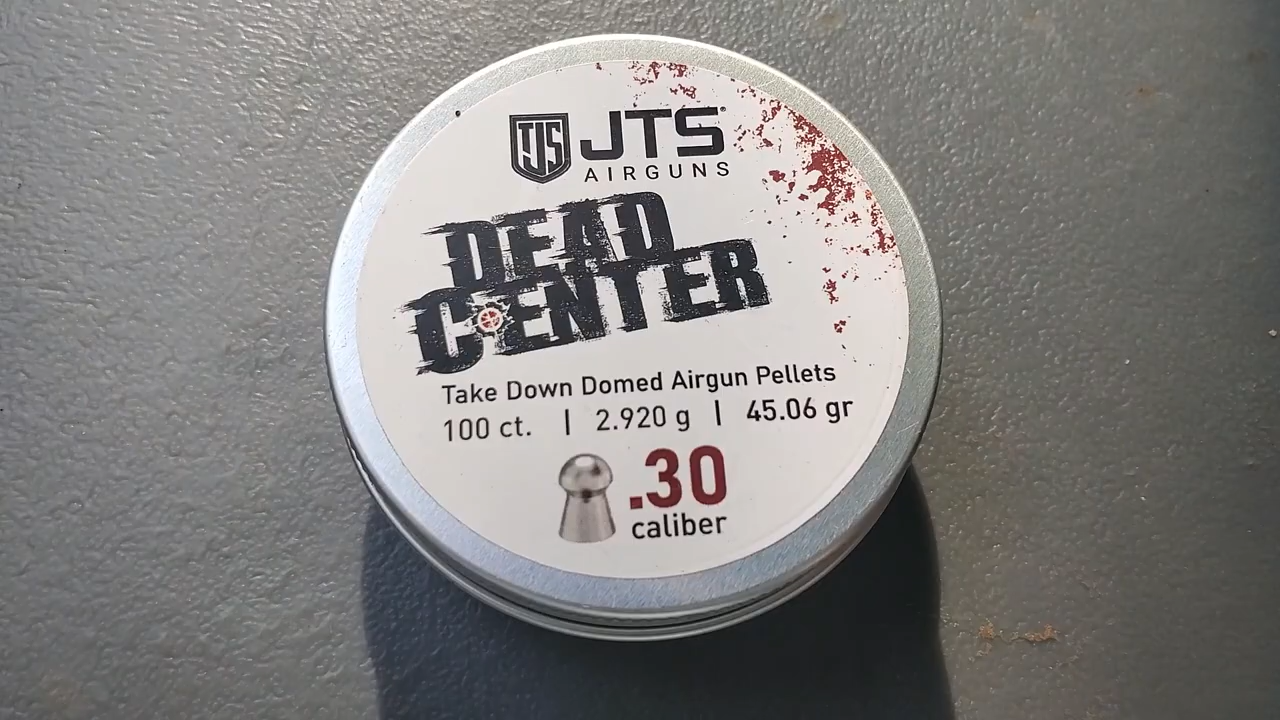 JTS
JTS
AIRGUNS
DEAD
CENTER
Take Down Domed Airgun Pellets
100 ct. | 2.920 g | 45.06 gr
.30
caliber